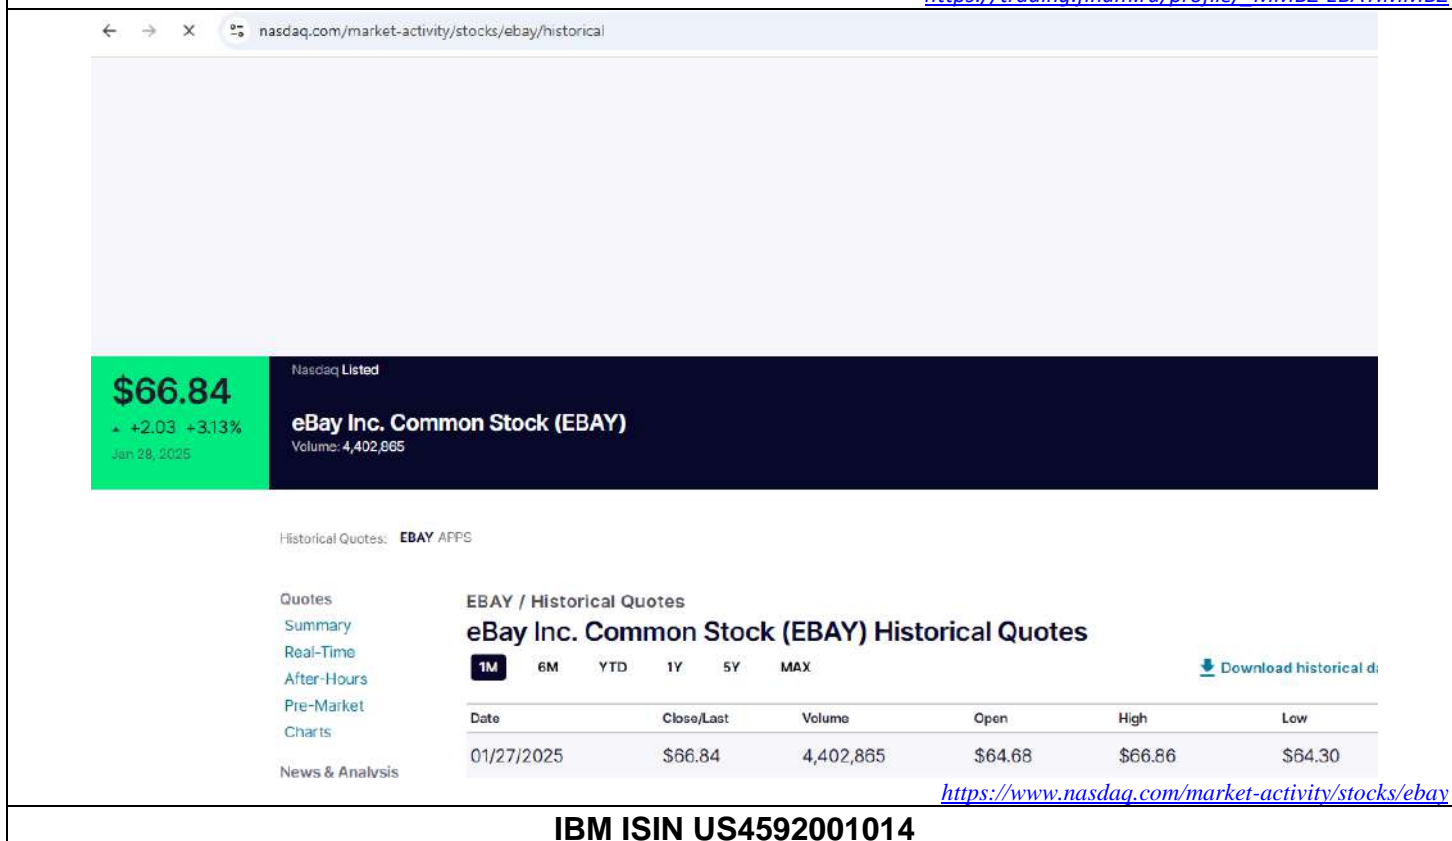 nasdaq.com/market-activity/stocks/ebay/historical
$66.84
+2.03 +3.13%
Jan 28, 2025
Nasdaq Listed
eBay Inc. Common Stock (EBAY)
Volume: 4,402,865
Historical Quotes: EBAY APPS
Quotes
Summary
Real-Time
After-Hours
Pre-Market
Charts
News & Analysis
EBAY / Historical Quotes
eBay Inc. Common Stock (EBAY) Historical Quotes
1M 6M YTD 1Y 5Y MAX
Download historical
Date Close/Last Volume Open High Low
01/27/2025 $66.84 4,402,865 $64.68 $66.86 $64.30
https://www.nasdaq.com/market-activity/stocks/ebay
IBM ISIN US4592001014